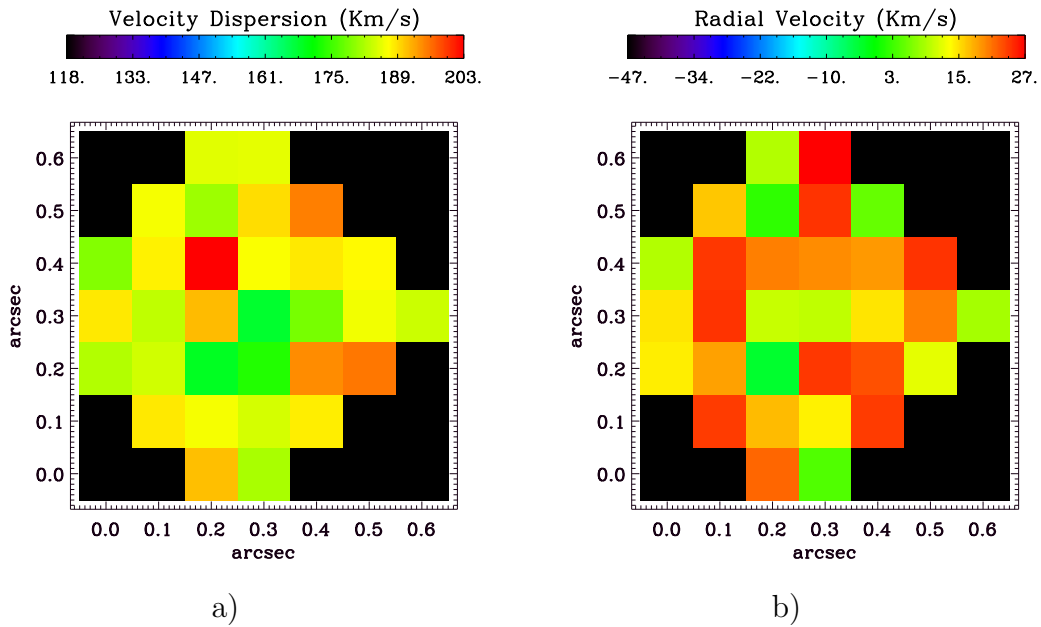 Velocity Dispersion (Km/s)
118. 133. 147. 161. 175. 189. 203.
0.6
0.5
0.4
0.3
0.2
0.1
0.0
arcsec
0.0 0.1 0.2 0.3 0.4 0.5 0.6
arcsec
a)
Radial Velocity (Km/s)
-47. -34. -22. -10. 3. 15. 27.
0.6
0.5
0.4
0.3
0.2
0.1
0.0
arcsec
0.0 0.1 0.2 0.3 0.4 0.5 0.6
arcsec
b)